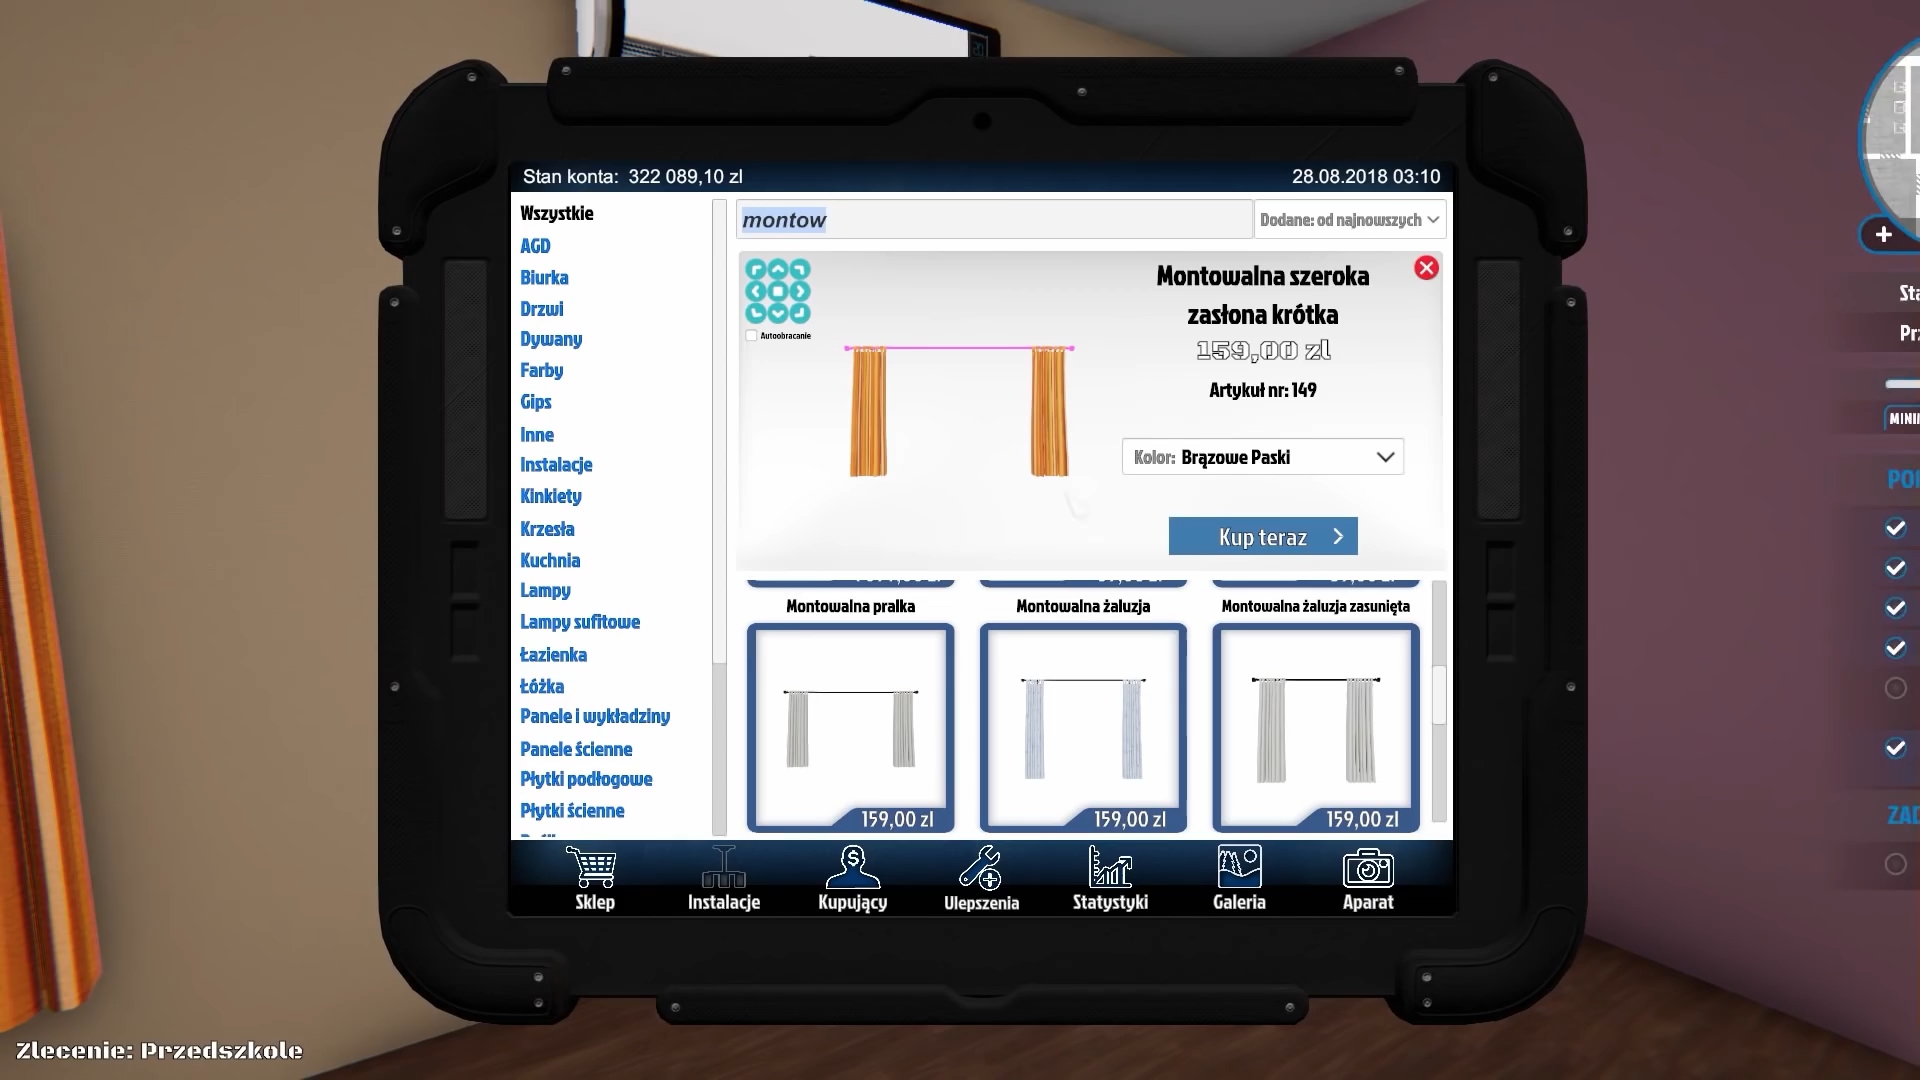 Stan konta: 322 089,10 zl
28.08.2018 03:10
Wszystkie
AGD
Biurka
Drzwi
Dywany
Farby
Gips
Inne
Instalacje
Kinkiety
Krzesła
Kuchnia
Lampy
Lampy sufitowe
Łazienka
Łóżka
Panele i wykładziny
Panele ścienne
Płytki podłogowe
Płytki ścienne
montow
Dodane: od najnowszych
Autoobracanie
Montowalna szeroka
zasłona krótka
159,00 zl
Artykuł nr: 149
Kolor: Brązowe Paski
Kup teraz
Montowalna pralka
Montowalna żaluzja
Montowalna żaluzja zasunięta
159,00 zl
159,00 zl
159,00 zl
Sklep
Instalacje
Kupujący
Ulepszenia
Statystyki
Galeria
Aparat
Zlecenie: Przedszkole